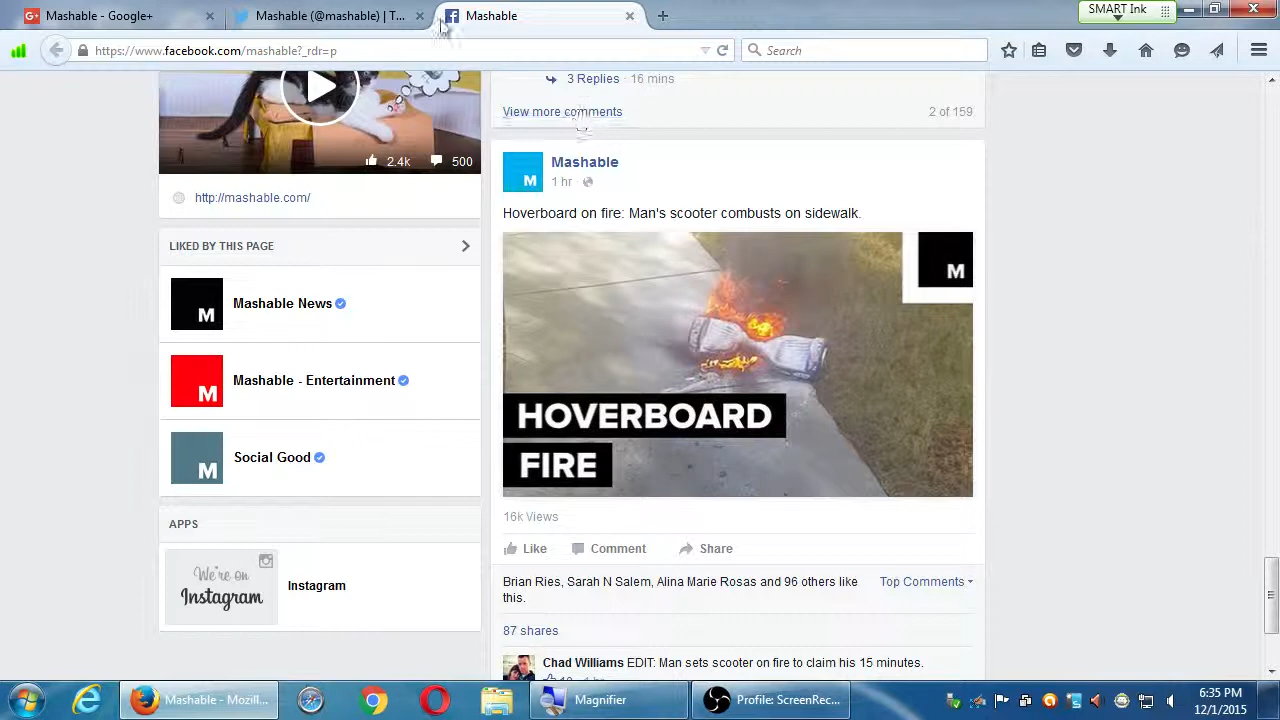 Mashable - Google+
Mashable (@mashable) | T...
Mashable
SMART Ink
https://www.facebook.com/mashable?_rdr=p
Search
3 Replies · 16 mins
View more comments
2 of 159
2.4k
500
http://mashable.com/
LIKED BY THIS PAGE
M
Mashable News
M
Mashable - Entertainment
M
Social Good
APPS
We're on
Instagram
Instagram
M
Mashable
1 hr
Hoverboard on fire: Man's scooter combusts on sidewalk.
M
HOVERBOARD
FIRE
16k Views
Like
Comment
Share
Brian Ries, Sarah N Salem, Alina Marie Rosas and 96 others like
this.
Top Comments
87 shares
Chad Williams EDIT: Man sets scooter on fire to claim his 15 minutes.
Mashable - Mozill...
Magnifier
Profile: ScreenRec...
6:35 PM
12/1/2015